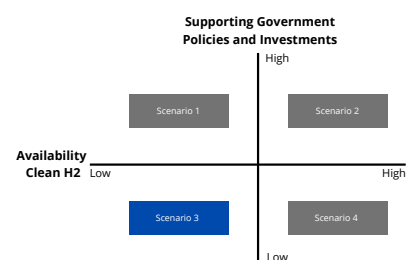 Supporting Government
Policies and Investments
High
Scenario 1
Scenario 2
Availability
Clean H2
Low
High
Scenario 3
Scenario 4
Low